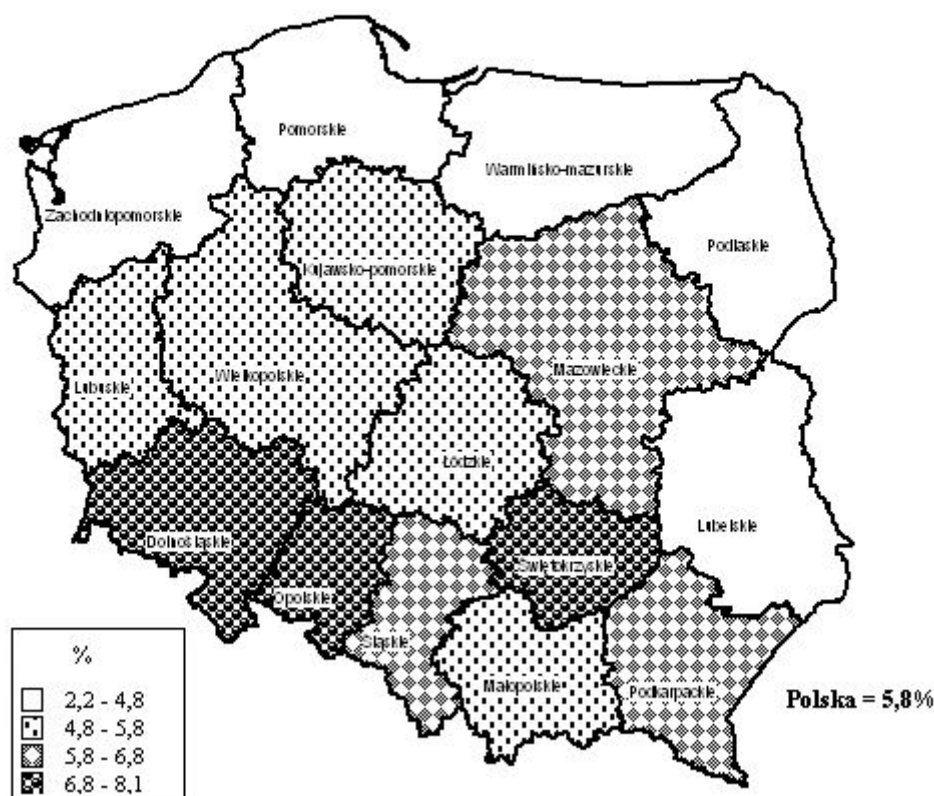 Pomorskie
Warmińsko-mazurskie
Zachodniopomorskie
Podlaskie
Kujawsko-pomorskie
Mazowieckie
Wielkopolskie
Lubuskie
Łódzkie
Lubelskie
Dolnośląskie
Świętokrzyskie
Opolskie
Śląskie
Małopolskie
Podkarpackie
Polska = 5,8%
%
2,2 - 4,8
4,8 - 5,8
5,8 - 6,8
6,8 - 8,1